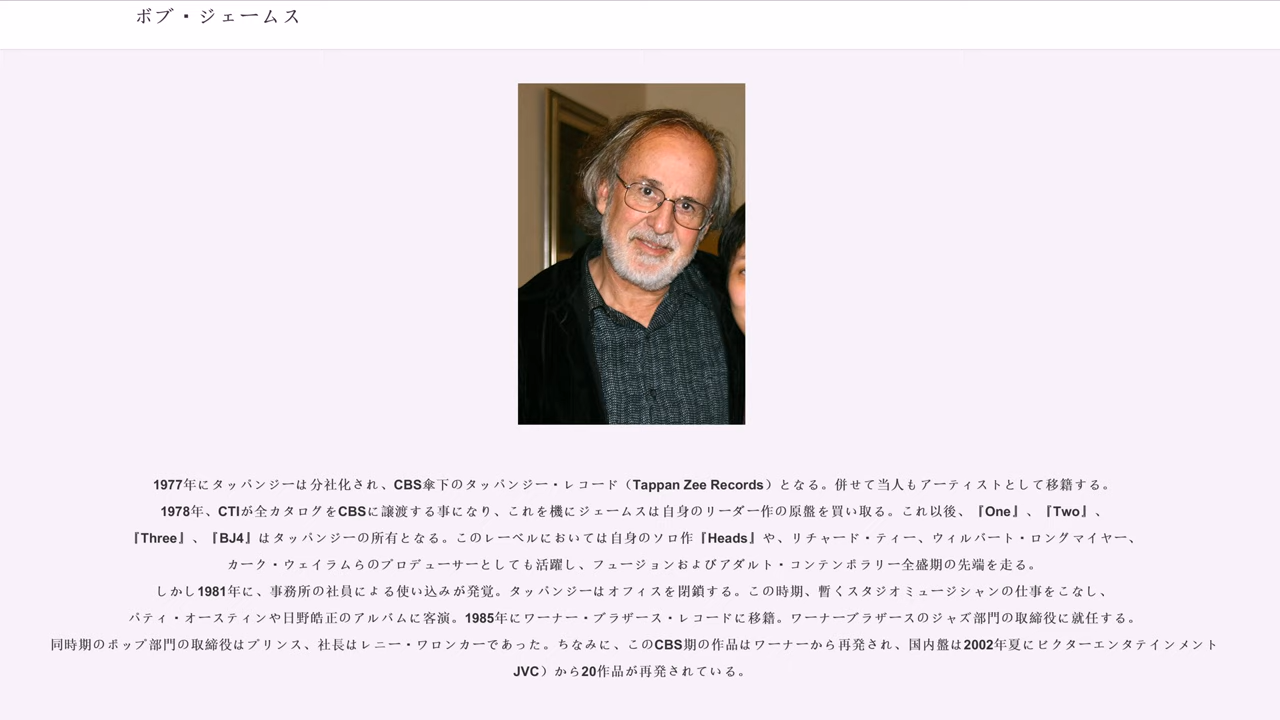 ボブ・ジェームス
1977年にタッパンジーは分社化され、CBS傘下のタッパンジー・レコード（Tappan Zee Records）となる。併せて当人もアーティストとして移籍する。
1978年、CTIが全カタログをCBSに譲渡する事になり、これを機にジェームスは自身のリーダー作の原盤を買い取る。これ以後、『One』、『Two』、
『Three』、『BJ4』はタッパンジーの所有となる。このレーベルにおいては自身のソロ作『Heads』や、リチャード・ティー、ウィルバート・ロングマイヤー、
カーク・ウェイラムらのプロデューサーとしても活躍し、フュージョンおよびアダルト・コンテンポラリー全盛期の先端を走る。
しかし1981年に、事務所の社員による使い込みが発覚。タッパンジーはオフィスを閉鎖する。この時期、暫くスタジオミュージシャンの仕事をこなし、
パティ・オースティンや日野皓正のアルバムに客演。1985年にワーナー・ブラザース・レコードに移籍。ワーナーブラザースのジャズ部門の取締役に就任する。
同時期のポップ部門の取締役はプリンス、社長はレニー・ワロンカーであった。ちなみに、このCBS期の作品はワーナーから再発され、国内盤は2002年夏にビクターエンタテインメント
JVC）から20作品が再発されている。